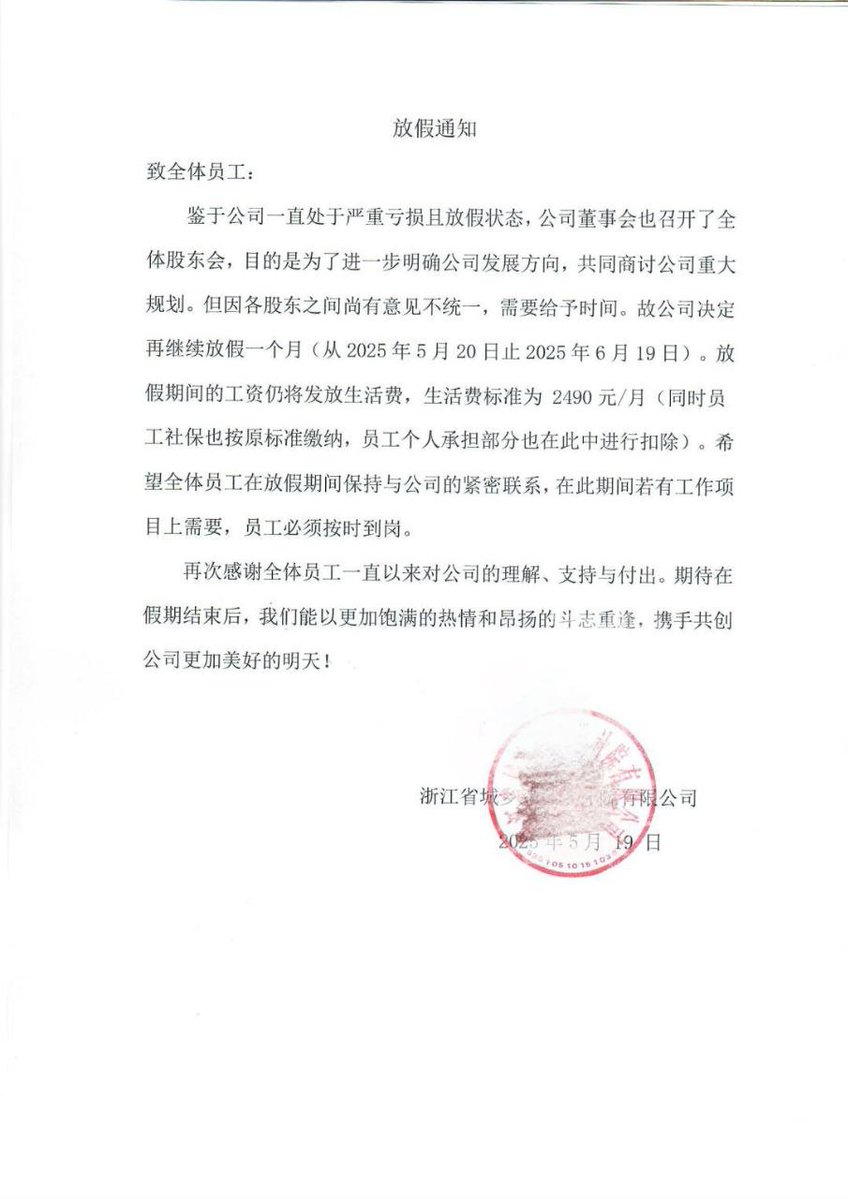 放假通知
致全体员工：
鉴于公司一直处于严重亏损且放假状态，公司董事会也召开了全
体股东会，目的是为了进一步明确公司发展方向，共同商讨公司重大
规划。但因各股东之间尚有意见不统一，需要给予时间。故公司决定
再继续放假一个月（从 2025 年 5 月 20 日止 2025 年 6 月 19 日）。放
假期间的工资仍将发放生活费，生活费标准为 2490 元/月（同时员
工社保也按原标准缴纳，员工个人承担部分也在此中进行扣除）。希
望全体员工在放假期间保持与公司的紧密联系，在此期间若有工作项
目上需要，员工必须按时到岗。
再次感谢全体员工一直以来对公司的理解、支持与付出。期待在
假期结束后，我们能以更加饱满的热情和昂扬的斗志重逢，携手共创
公司更加美好的明天！
浙江省城乡 院有限公司
2025 年 5 月 19 日